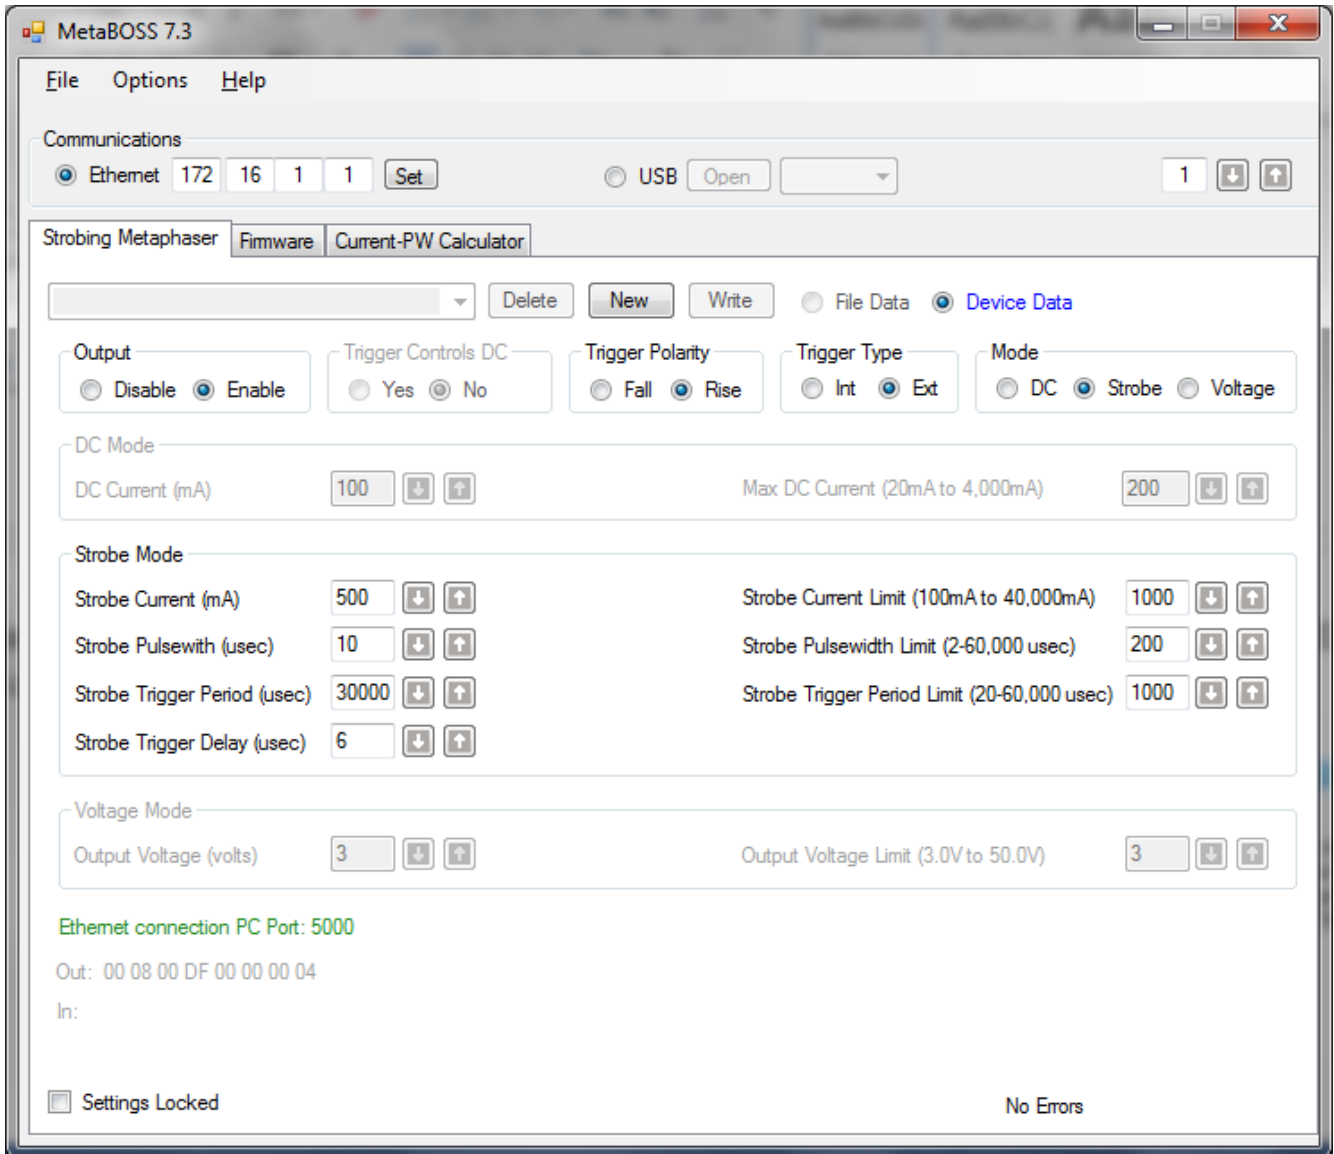 MetaBOSS 7.3
File Options Help
Communications
Ethernet 172 16 1 1 Set USB Open 1
Strobing Metaphaser Firmware Current-PW Calculator
Delete New Write File Data Device Data
Output Trigger Controls DC Trigger Polarity Trigger Type Mode
Disable Enable Yes No Fall Rise Int Ext DC Strobe Voltage
DC Mode
DC Current (mA) 100 Max DC Current (20mA to 4,000mA) 200
Strobe Mode
Strobe Current (mA) 500 Strobe Current Limit (100mA to 40,000mA) 1000
Strobe Pulsewith (usec) 10 Strobe Pulsewidth Limit (2-60,000 usec) 200
Strobe Trigger Period (usec) 30000 Strobe Trigger Period Limit (20-60,000 usec) 1000
Strobe Trigger Delay (usec) 6
Voltage Mode
Output Voltage (volts) 3 Output Voltage Limit (3.0V to 50.0V) 3
Ethernet connection PC Port: 5000
Out: 00 08 00 DF 00 00 00 04
In:
Settings Locked No Errors